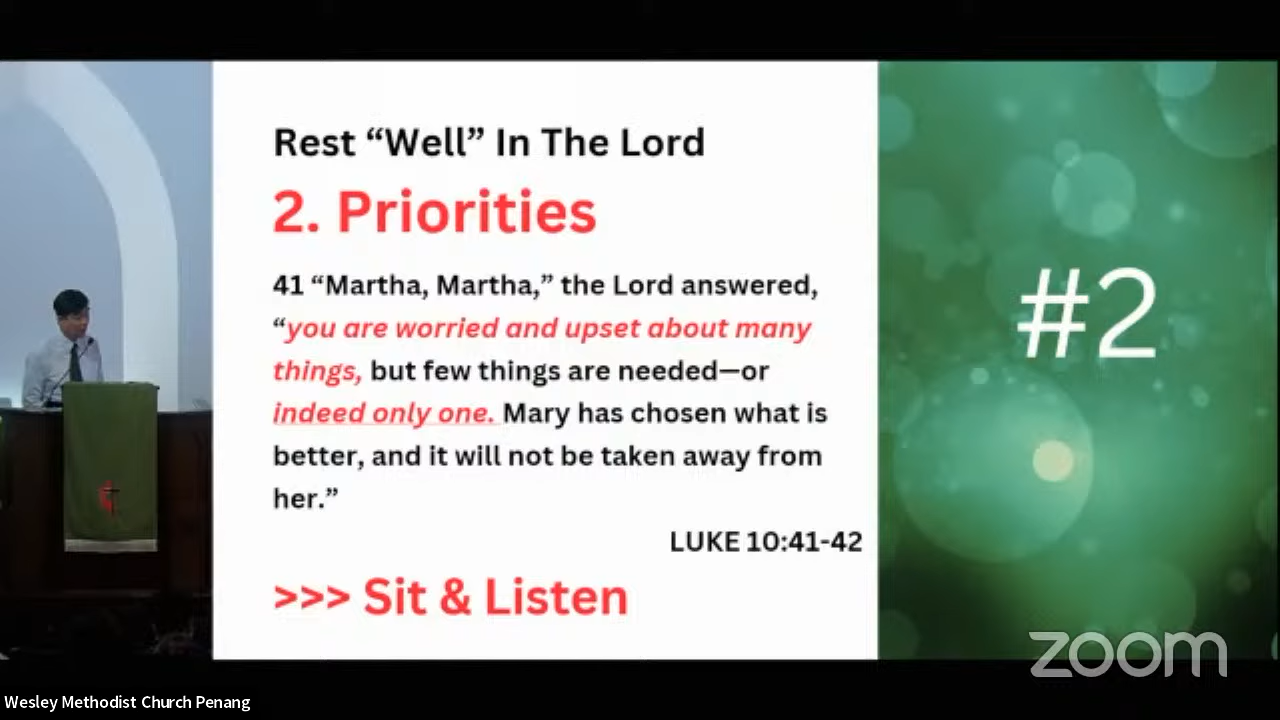 Rest “Well” In The Lord
2. Priorities
41 “Martha, Martha,” the Lord answered,
“you are worried and upset about many
things, but few things are needed—or
indeed only one. Mary has chosen what is
better, and it will not be taken away from
her.”
LUKE 10:41-42
>>> Sit & Listen
#2
zoom
Wesley Methodist Church Penang